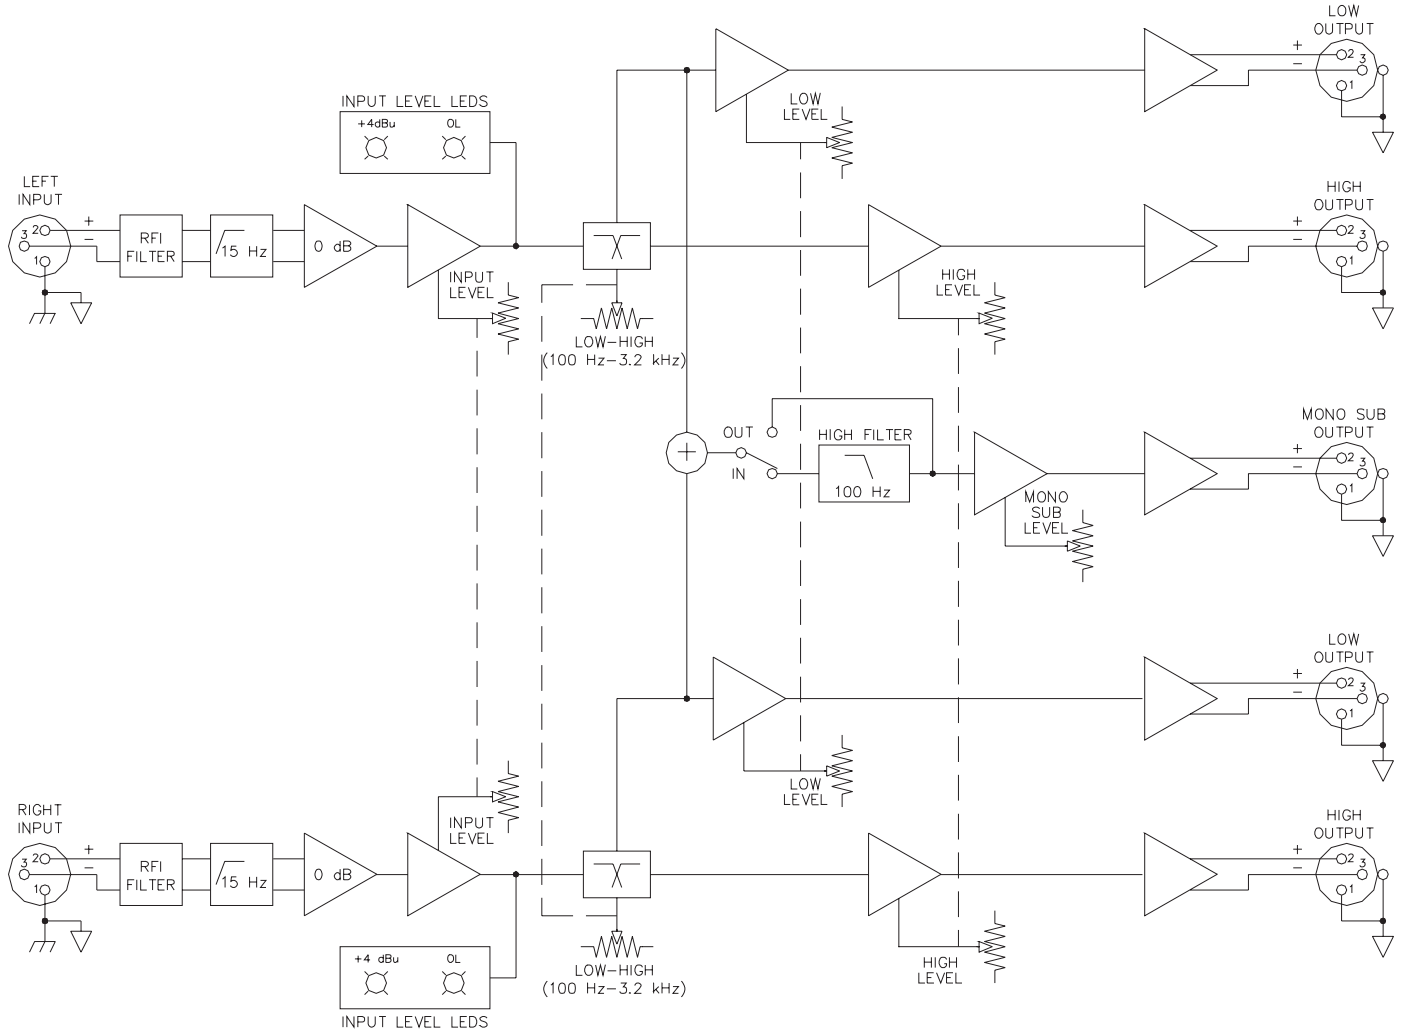 LOW
OUTPUT
+
−
2
3
1
INPUT LEVEL LEDS
+4dBu OL
LOW
LEVEL
LEFT
INPUT
+
−
3
2
1
RFI
FILTER
15 Hz
0 dB
INPUT
LEVEL
LOW−HIGH
(100 Hz−3.2 kHz)
HIGH
LEVEL
HIGH
OUTPUT
+
−
2
3
1
+
OUT
IN
HIGH FILTER
100 Hz
MONO
SUB
LEVEL
MONO SUB
OUTPUT
+
−
2
3
1
LOW
OUTPUT
+
−
2
3
1
LOW
LEVEL
RIGHT
INPUT
+
−
3
2
1
RFI
FILTER
15 Hz
0 dB
INPUT
LEVEL
HIGH
OUTPUT
+
−
2
3
1
+4 dBu OL
INPUT LEVEL LEDS
LOW−HIGH
(100 Hz−3.2 kHz)
HIGH
LEVEL